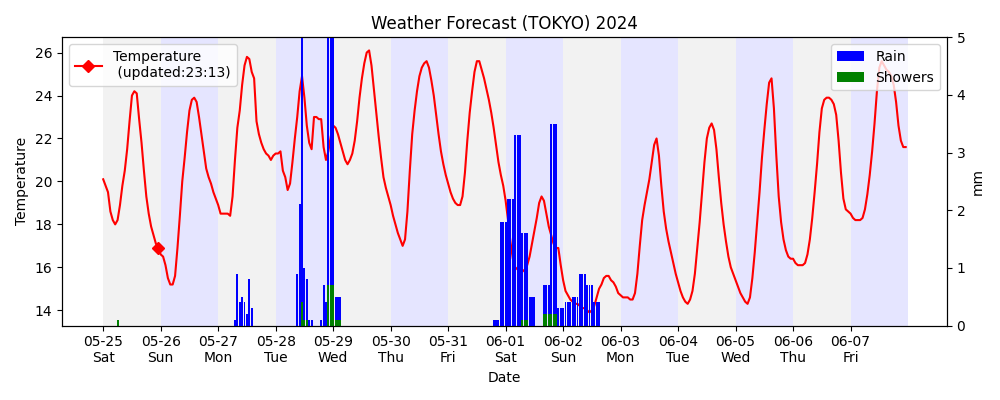 Weather Forecast (TOKYO) 2024
Temperature
(updated:23:13)
Rain
Showers
Temperature
26
24
22
20
18
16
14
5
4
3
2
1
0
mm
05-25 05-26 05-27 05-28 05-29 05-30 05-31 06-01 06-02 06-03 06-04 06-05 06-06 06-07
Sat Sun Mon Tue Wed Thu Fri Sat Sun Mon Tue Wed Thu Fri
Date